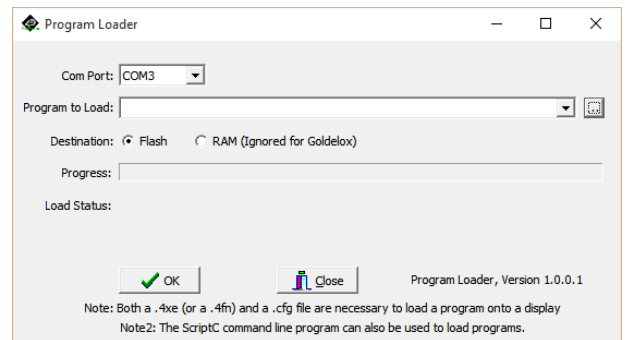 Program Loader
Com Port: COM3
Program to Load:
Destination: Flash RAM (Ignored for Goldelox)
Progress:
Load Status:
OK Close Program Loader, Version 1.0.0.1
Note: Both a .4xe (or a .4fn) and a .cfg file are necessary to load a program onto a display
Note2: The ScriptC command line program can also be used to load programs.